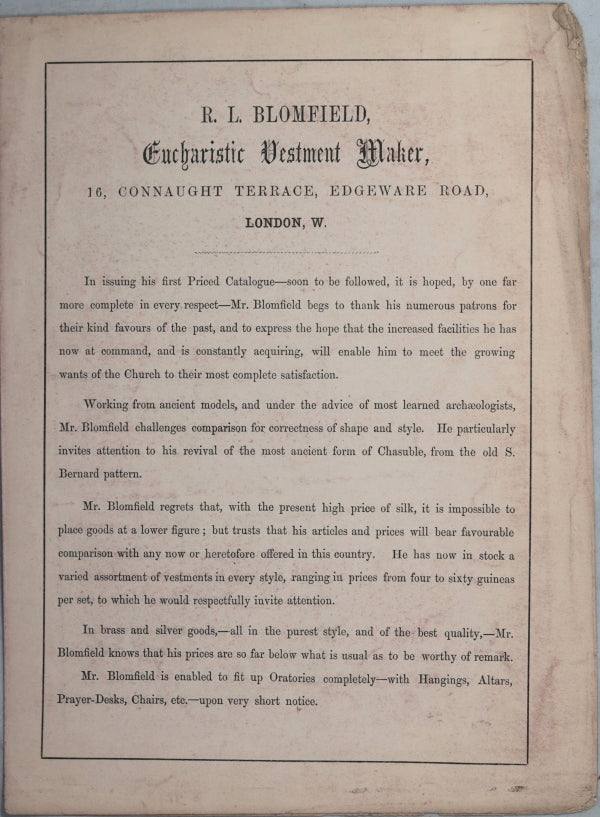 R. L. BLOMFIELD,
Eucharistic Vestment Maker,
16, CONNAUGHT TERRACE, EDGEWARE ROAD,
LONDON, W.
In issuing his first Priced Catalogue—soon to be followed, it is hoped, by one far
more complete in every respect—Mr. Blomfield begs to thank his numerous patrons for
their kind favours of the past, and to express the hope that the increased facilities he has
now at command, and is constantly acquiring, will enable him to meet the growing
wants of the Church to their most complete satisfaction.
Working from ancient models, and under the advice of most learned archæologists,
Mr. Blomfield challenges comparison for correctness of shape and style. He particularly
invites attention to his revival of the most ancient form of Chasuble, from the old S.
Bernard pattern.
Mr. Blomfield regrets that, with the present high price of silk, it is impossible to
place goods at a lower figure; but trusts that his articles and prices will bear favourable
comparison with any now or heretofore offered in this country. He has now in stock a
varied assortment of vestments in every style, ranging in prices from four to sixty guineas
per set, to which he would respectfully invite attention.
In brass and silver goods,—all in the purest style, and of the best quality,—Mr.
Blomfield knows that his prices are so far below what is usual as to be worthy of remark.
Mr. Blomfield is enabled to fit up Oratories completely—with Hangings, Altars,
Prayer-Desks, Chairs, etc.—upon very short notice.